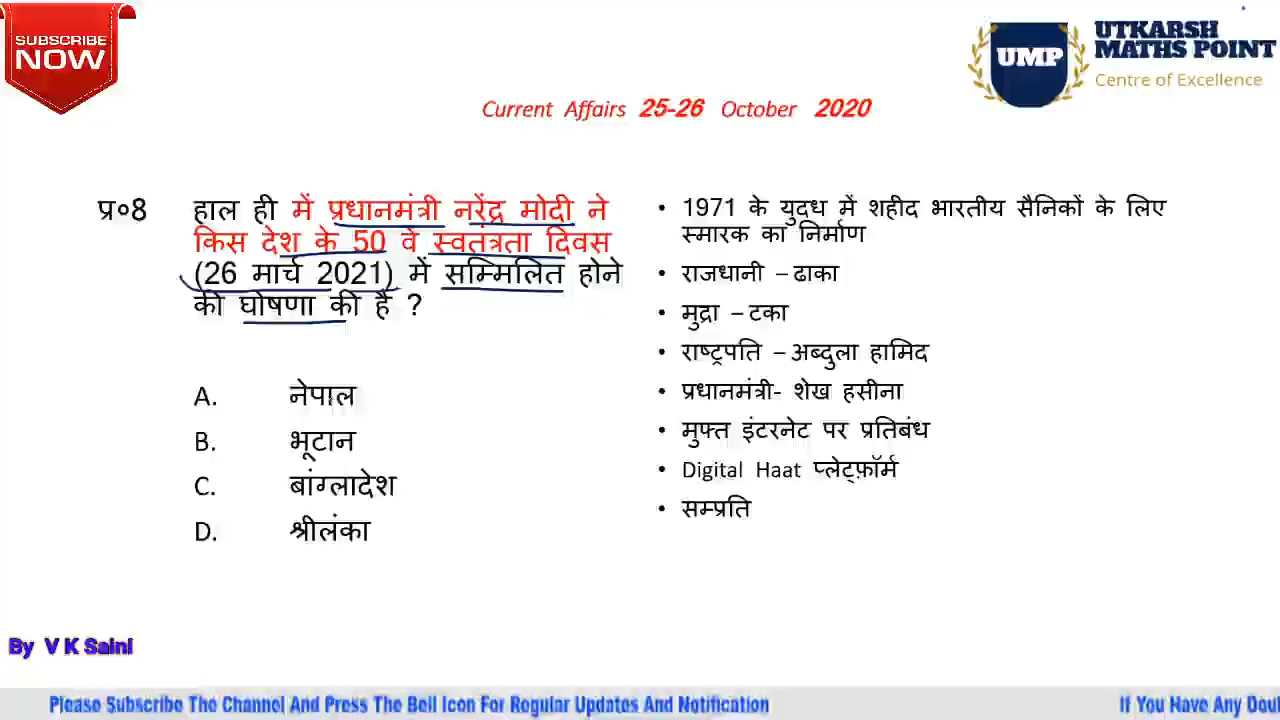 SUBSCRIBE
NOW
UMP
UTKARSH
MATHS POINT
Centre of Excellence
Current Affairs 25-26 October 2020
प्र०8 हाल ही में प्रधानमंत्री नरेंद्र मोदी ने
किस देश के 50 वे स्वतंत्रता दिवस
(26 मार्च 2021) में सम्मिलित होने
की घोषणा की है ?
A. नेपाल
B. भूटान
C. बांग्लादेश
D. श्रीलंका
• 1971 के युदध में शहीद भारतीय सैनिकों के लिए
स्मारक का निर्माण
• राजधानी – ढाका
• मुद्रा – टका
• राष्ट्रपति – अब्दुला हामिद
• प्रधानमंत्री- शेख हसीना
• मुफ्त इंटरनेट पर प्रतिबंध
• Digital Haat प्लेट्फ़ॉर्म
• सम्प्रति
By V K Saini
Please Subscribe The Channel And Press The Bell Icon For Regular Updates And Notification
If You Have Any Dou